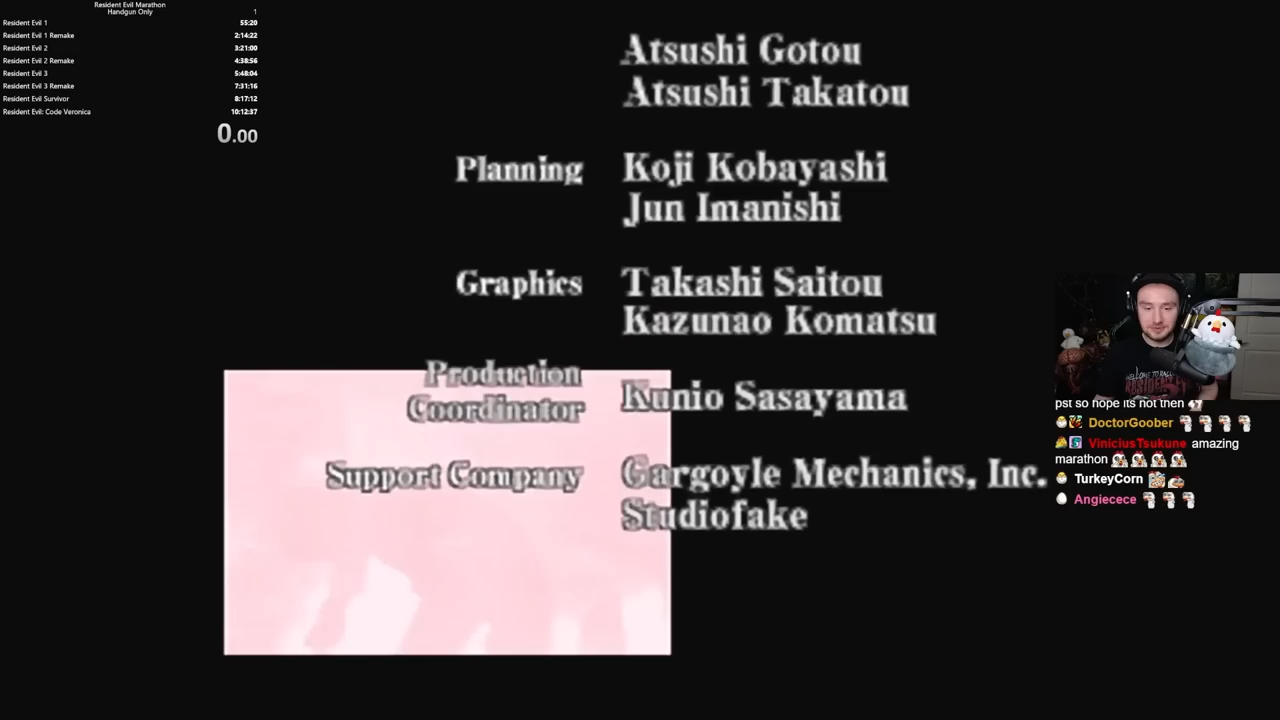 Resident Evil Marathon
Handgun Only 1
Resident Evil 1 55:20
Resident Evil 1 Remake 2:14:22
Resident Evil 2 3:21:00
Resident Evil 2 Remake 4:38:56
Resident Evil 3 5:48:04
Resident Evil 3 Remake 7:31:16
Resident Evil Survivor 8:17:12
Resident Evil: Code Veronica 10:12:37
0.00
Atsushi Gotou
Atsushi Takatou
Planning Koji Kobayashi
Jun Imanishi
Graphics Takashi Saitou
Kazunao Komatsu
Production
Coordinator Kunio Sasayama
Support Company Gargoyle Mechanics, Inc.
Studiofake
pst so hope its not then
DoctorGoober
ViniciusTsukune amazing
marathon
TurkeyCorn
Angiecece